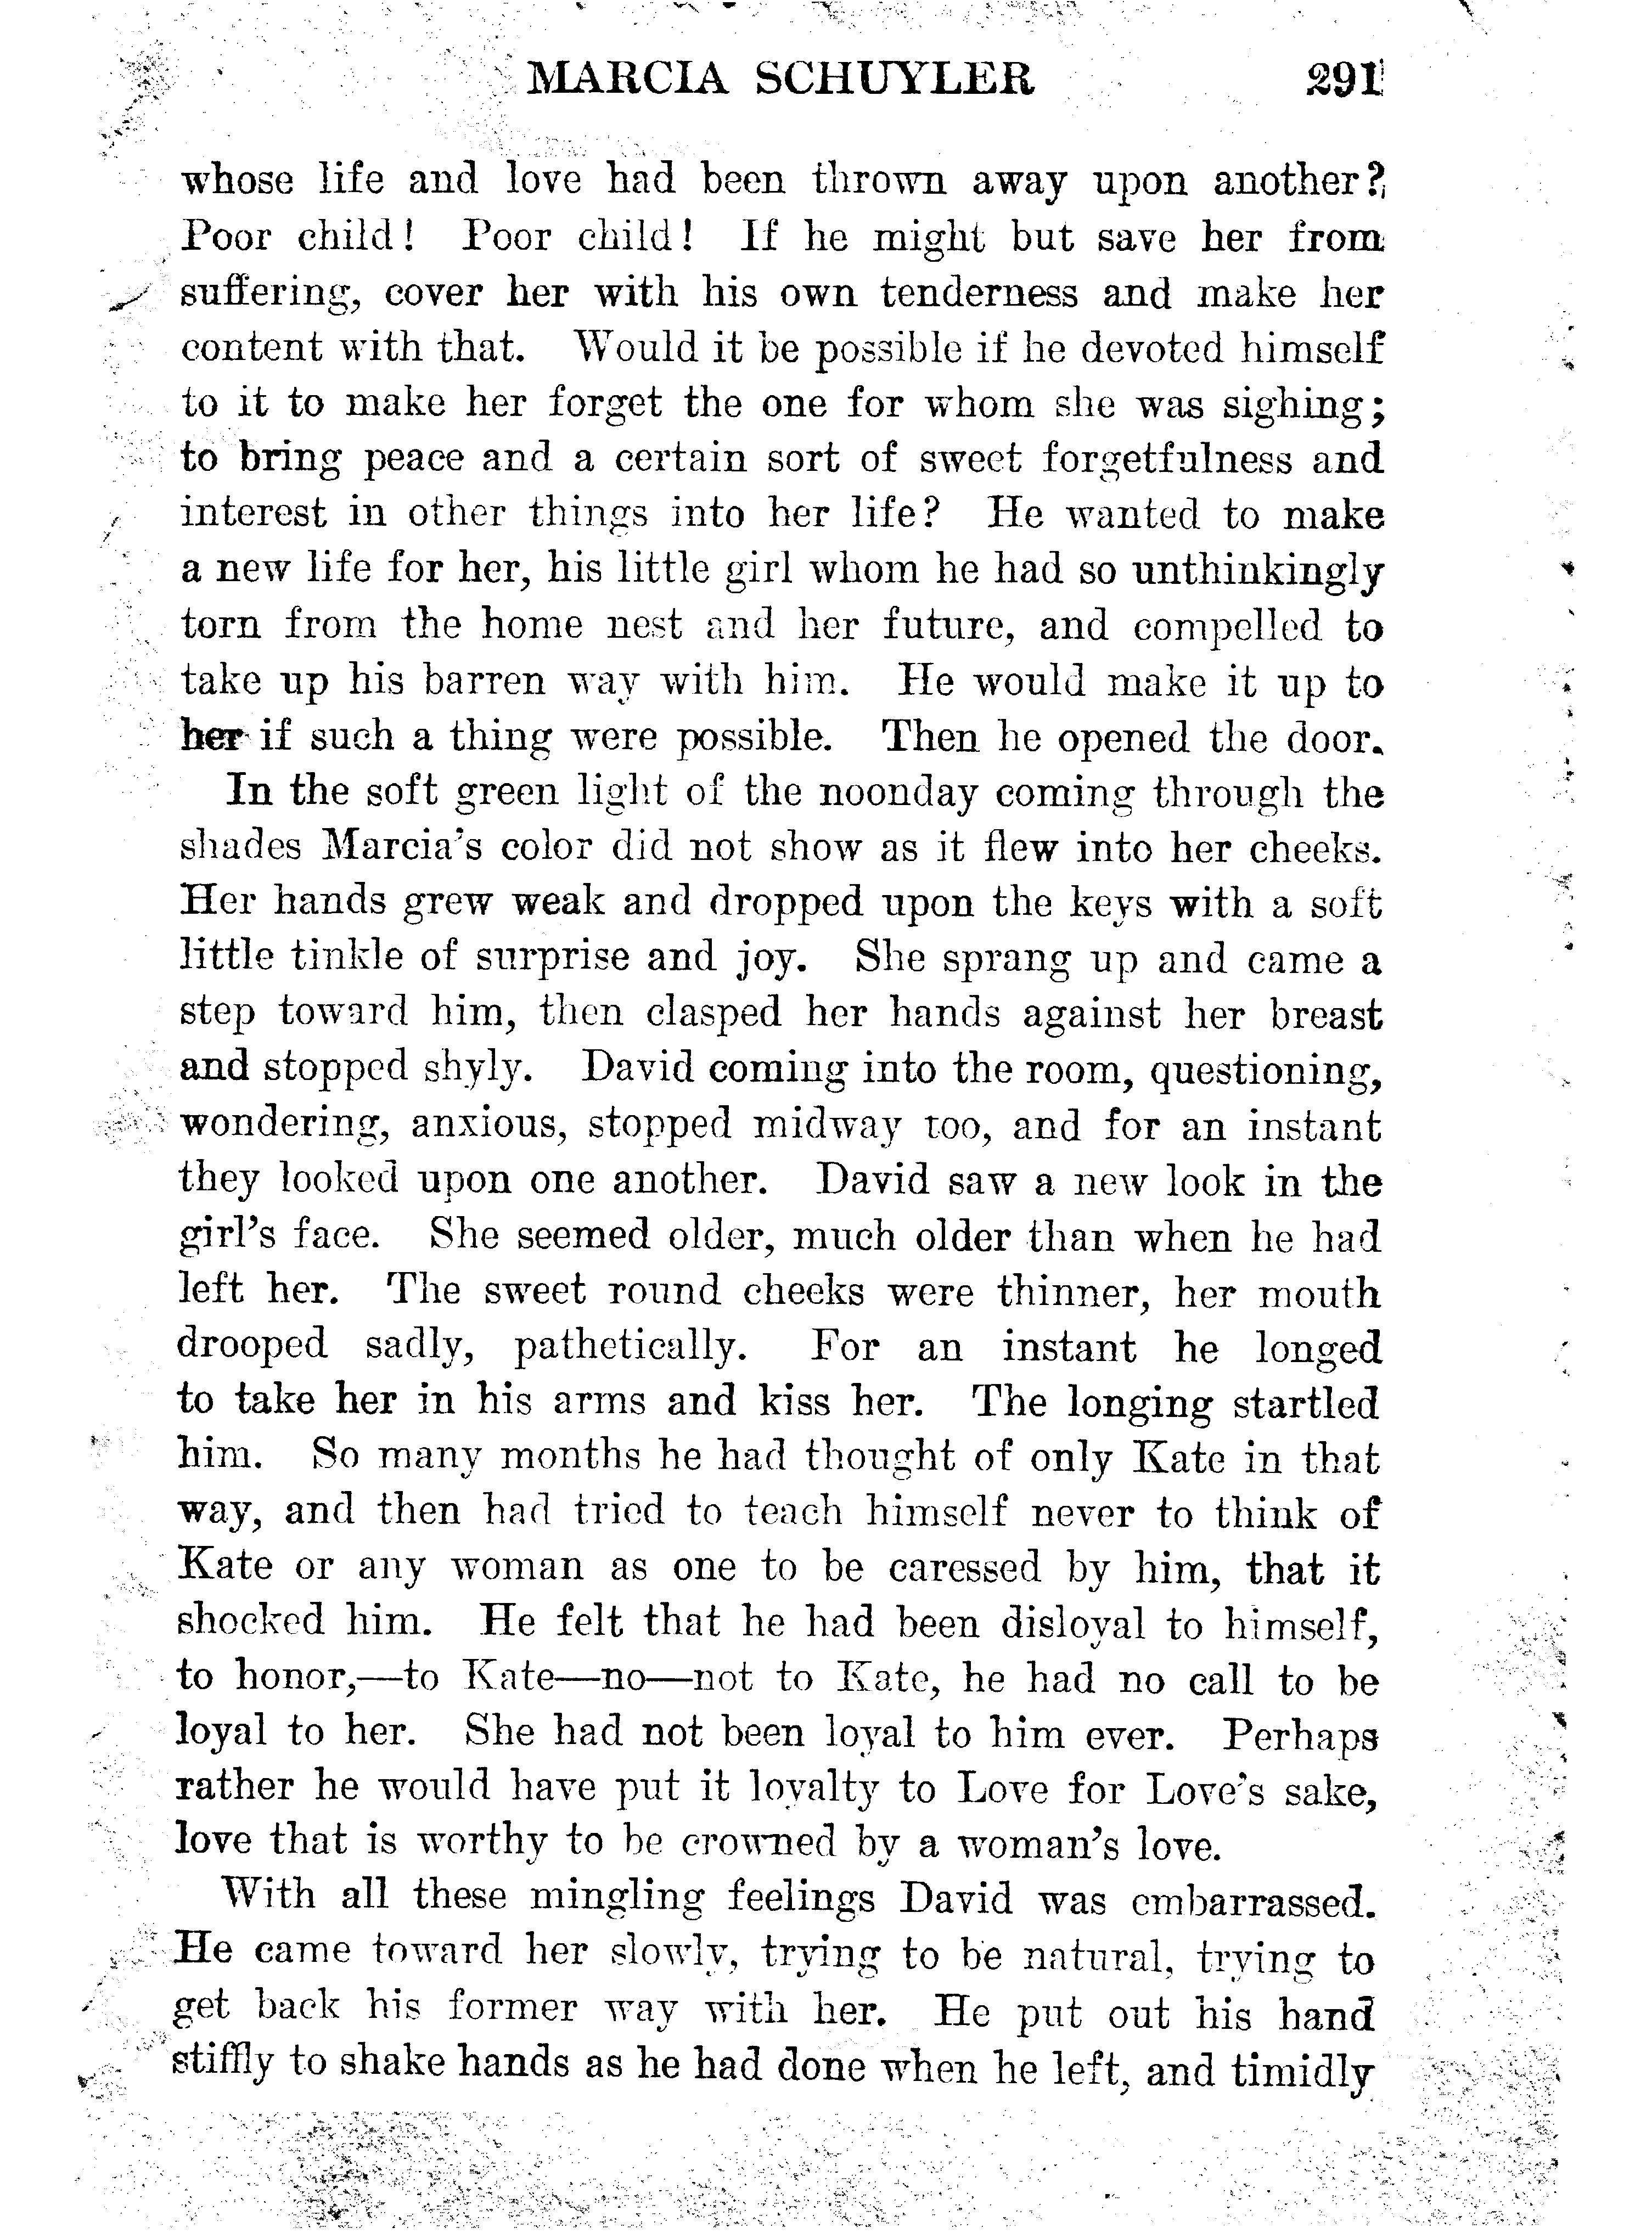 MARCIA SCHUYLER 291
whose life and love had been thrown away upon another?
Poor child! Poor child! If he might but save her from
suffering, cover her with his own tenderness and make her
content with that. Would it be possible if he devoted himself
to it to make her forget the one for whom she was sighing;
to bring peace and a certain sort of sweet forgetfulness and
interest in other things into her life? He wanted to make
a new life for her, his little girl whom he had so unthinkingly
torn from the home nest and her future, and compelled to
take up his barren way with him. He would make it up to
her if such a thing were possible. Then he opened the door.
In the soft green light of the noonday coming through the
shades Marcia's color did not show as it flew into her cheeks.
Her hands grew weak and dropped upon the keys with a soft
little tinkle of surprise and joy. She sprang up and came a
step toward him, then clasped her hands against her breast
and stopped shyly. David coming into the room, questioning,
wondering, anxious, stopped midway too, and for an instant
they looked upon one another. David saw a new look in the
girl's face. She seemed older, much older than when he had
left her. The sweet round cheeks were thinner, her mouth
drooped sadly, pathetically. For an instant he longed
to take her in his arms and kiss her. The longing startled
him. So many months he had thought of only Kate in that
way, and then had tried to teach himself never to think of
Kate or any woman as one to be caressed by him, that it
shocked him. He felt that he had been disloyal to himself,
to honor,—to Kate—no—not to Kate, he had no call to be
loyal to her. She had not been loyal to him ever. Perhaps
rather he would have put it loyalty to Love for Love's sake,
love that is worthy to be crowned by a woman's love.
With all these mingling feelings David was embarrassed.
He came toward her slowly, trying to be natural, trying to
get back his former way with her. He put out his hand
stiffly to shake hands as he had done when he left, and timidly